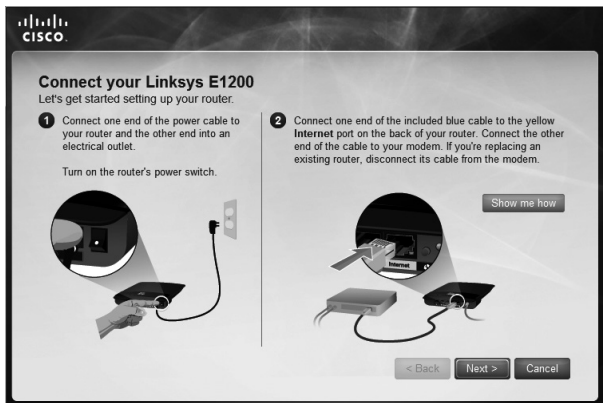 CISCO
Connect your Linksys E1200
Let's get started setting up your router.
1
Connect one end of the power cable to
your router and the other end into an
electrical outlet.
Turn on the router's power switch.
2
Connect one end of the included blue cable to the yellow
Internet port on the back of your router. Connect the other
end of the cable to your modem. If you're replacing an
existing router, disconnect its cable from the modem.
Show me how
Internet
< Back
Next >
Cancel